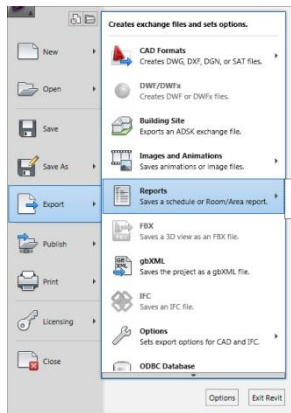 Creates exchange files and sets options.
New
Open
Save
Save As
Export
Publish
Print
Licensing
Close
CAD Formats
Creates DWG, DXF, DGN, or SAT files.
DWF/DWFx
Creates DWF or DWFx files.
Building Site
Exports an ADSK exchange file.
Images and Animations
Saves animations or image files.
Reports
Saves a schedule or Room/Area report.
FBX
Saves a 3D view as an FBX file.
gbXML
Saves the project as a gbXML file.
IFC
Saves an IFC file.
Options
Sets export options for CAD and IFC.
ODBC Database
Options
Exit Revit